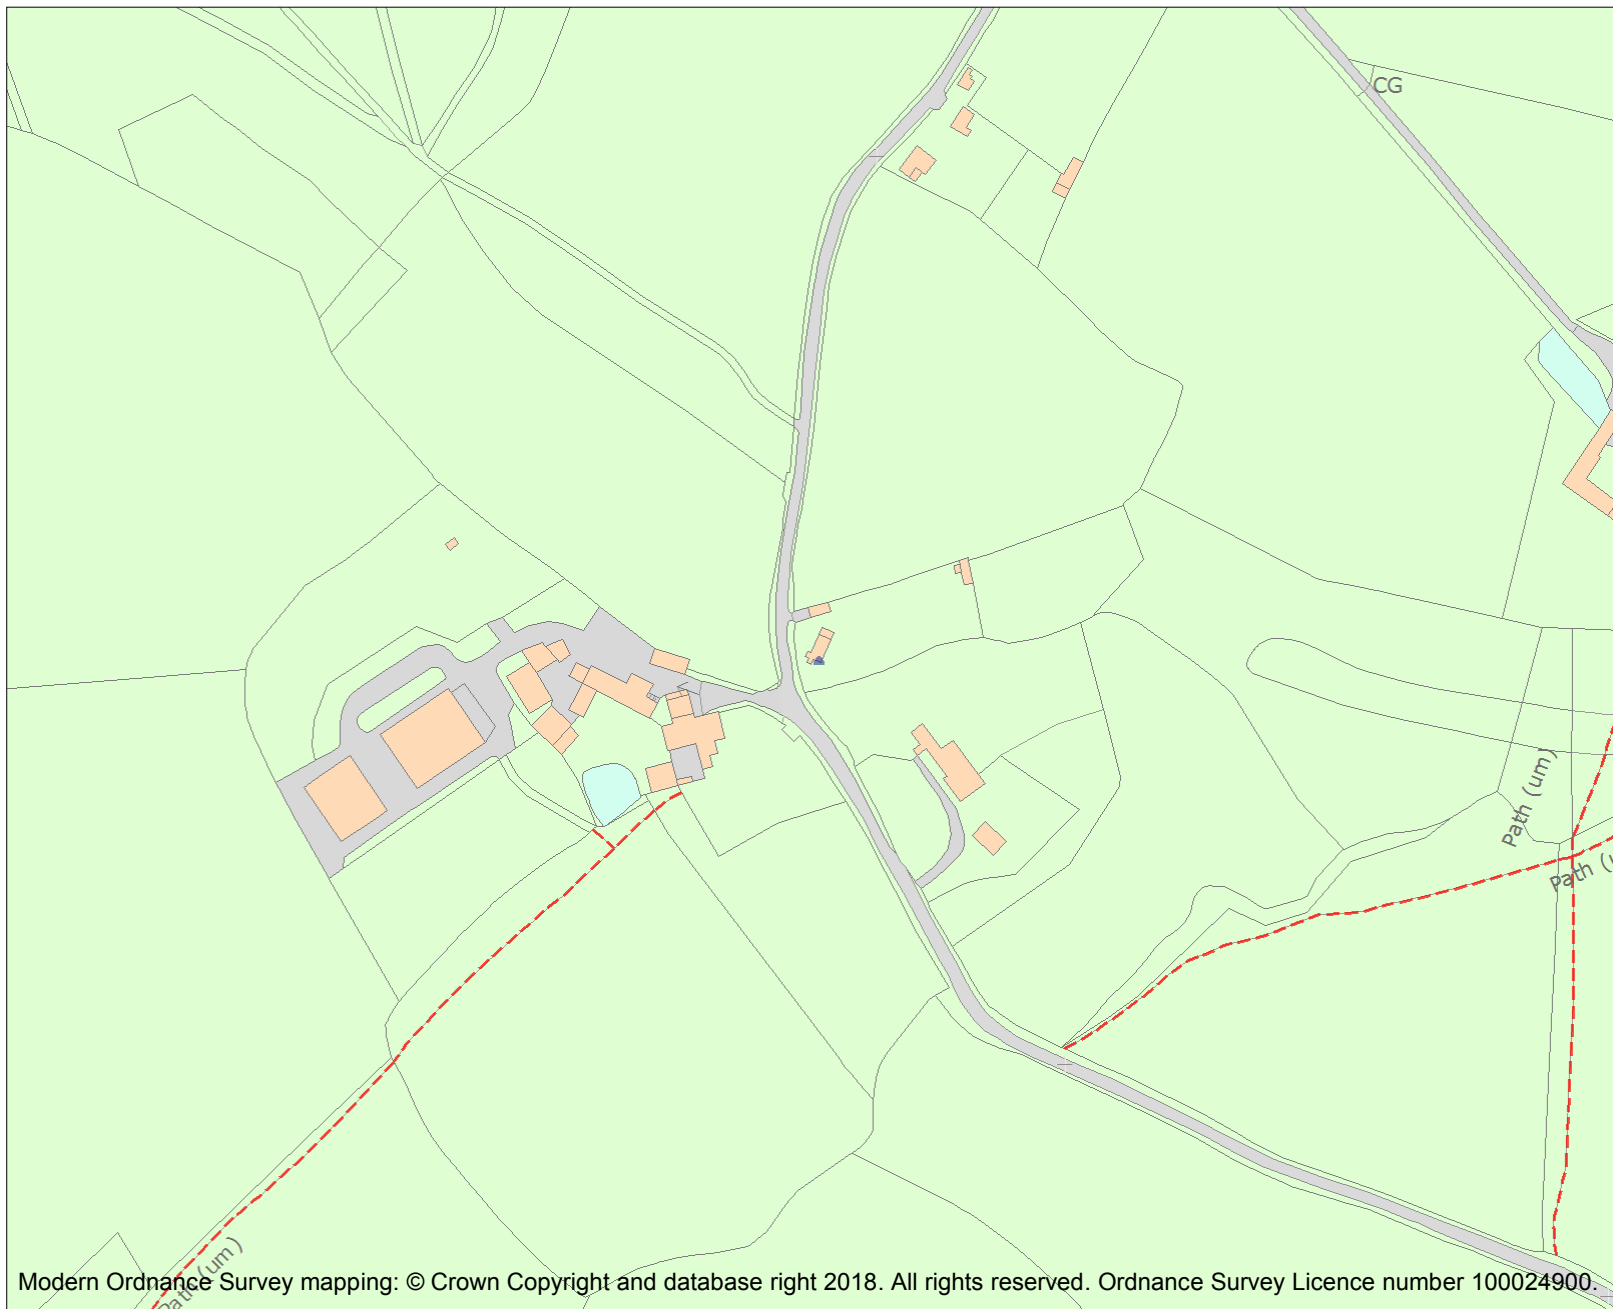 CG
Path (um)
Path (u
Path (um)
Modern Ordnance Survey mapping: © Crown Copyright and database right 2018. All rights reserved. Ordnance Survey Licence number 100024900.